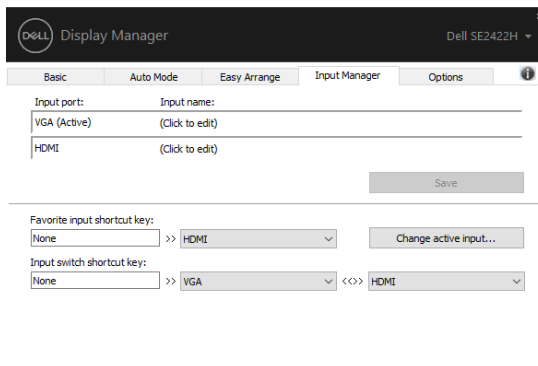 DELL Display Manager Dell SE2422H
Basic Auto Mode Easy Arrange Input Manager Options
Input port: Input name:
VGA (Active) (Click to edit)
HDMI (Click to edit)
Save
Favorite input shortcut key:
None >> HDMI Change active input...
Input switch shortcut key:
None >> VGA <<>> HDMI